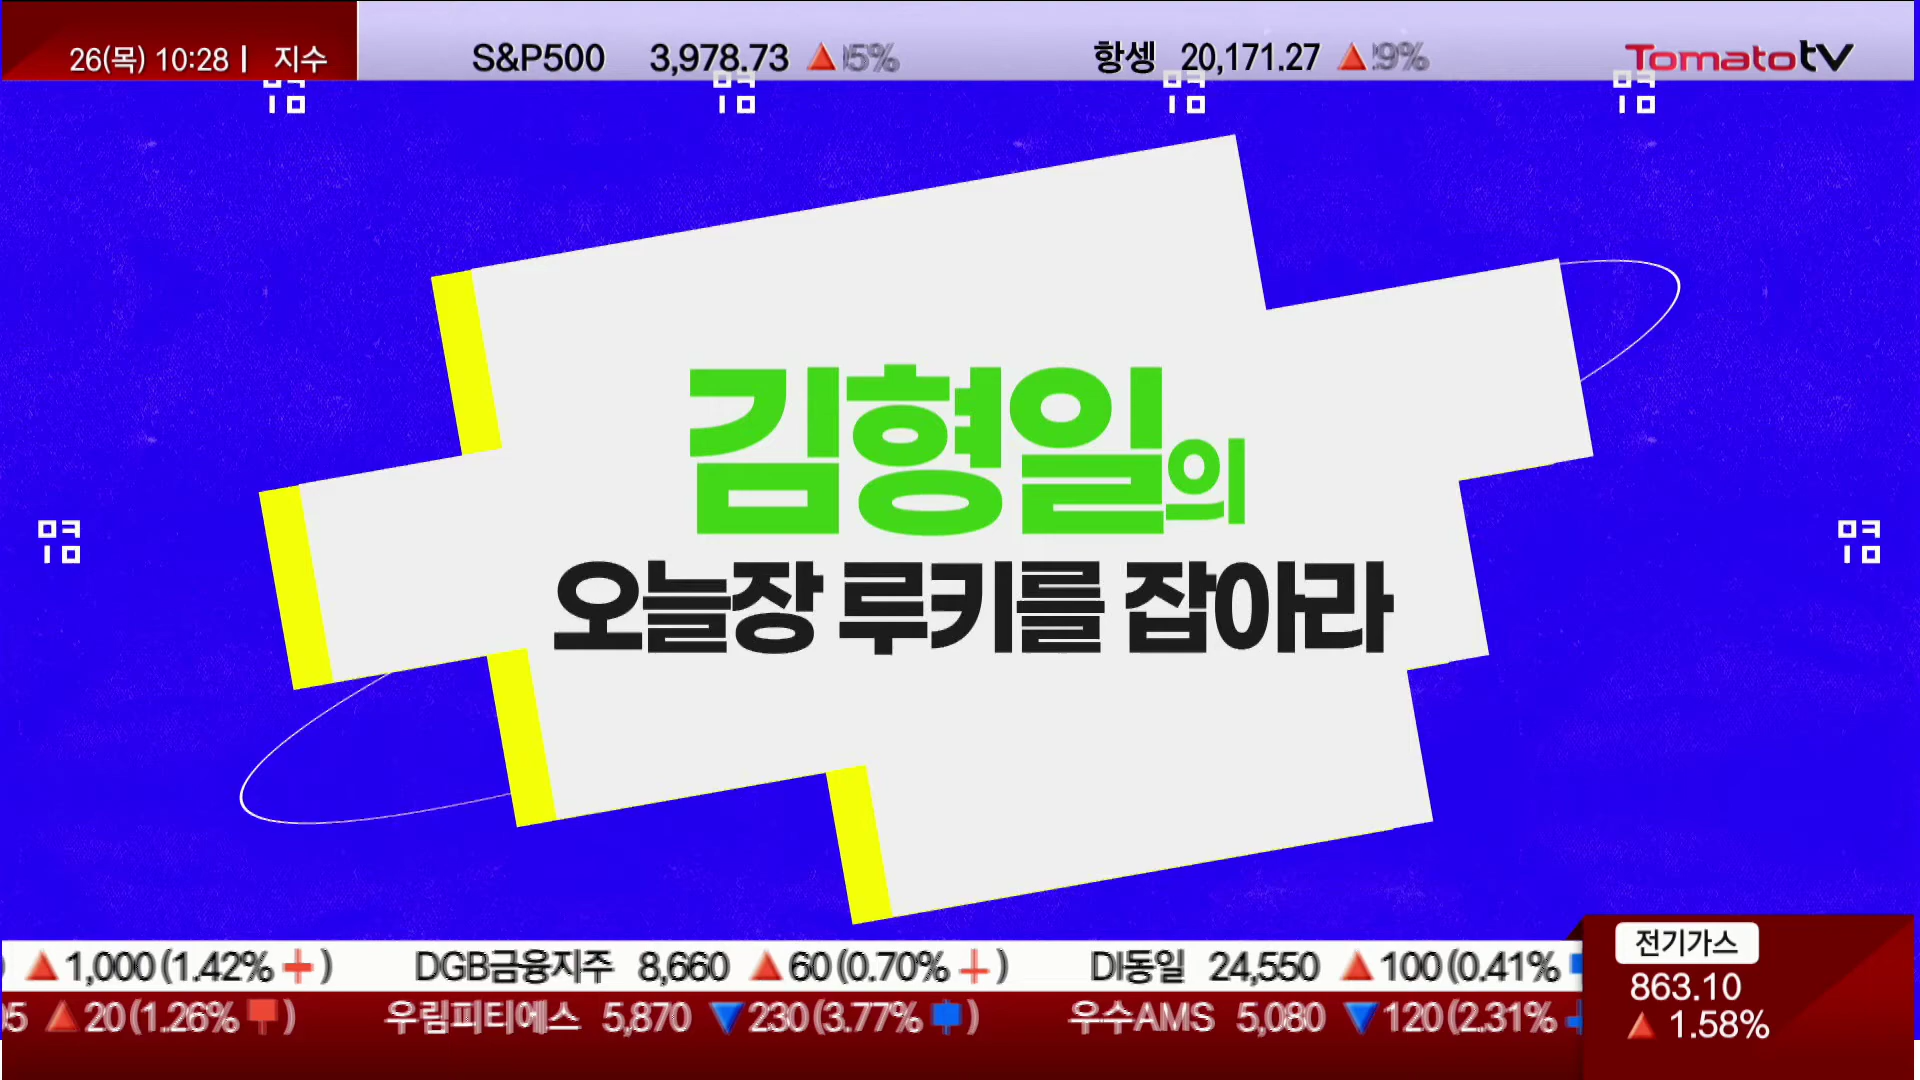 26(목) 10:28 | 지수
S&P500 3,978.73 ▲
항셍 20,171.27 ▲
Tomatotv
김형일의
오늘장 루키를 잡아라
▲1,000(1.42% ) DGB금융지주 8,660 ▲60(0.70% ) DI동일 24,550 ▲100(0.41%
▲20(1.26% ) 우림피티에스 5,870 ▼230(3.77% ) 우수AMS 5,080 ▼120(2.31%
전기가스
863.10
▲ 1.58%